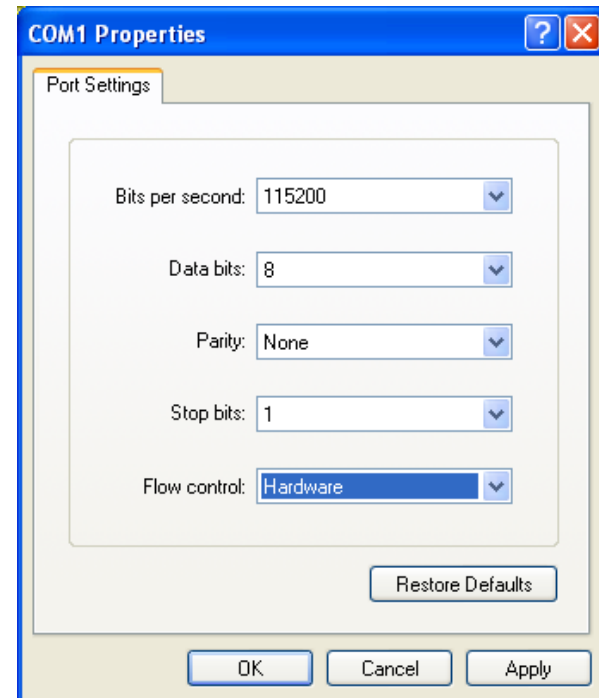 COM1 Properties
Port Settings
Bits per second: 115200
Data bits: 8
Parity: None
Stop bits: 1
Flow control: Hardware
Restore Defaults
OK Cancel Apply